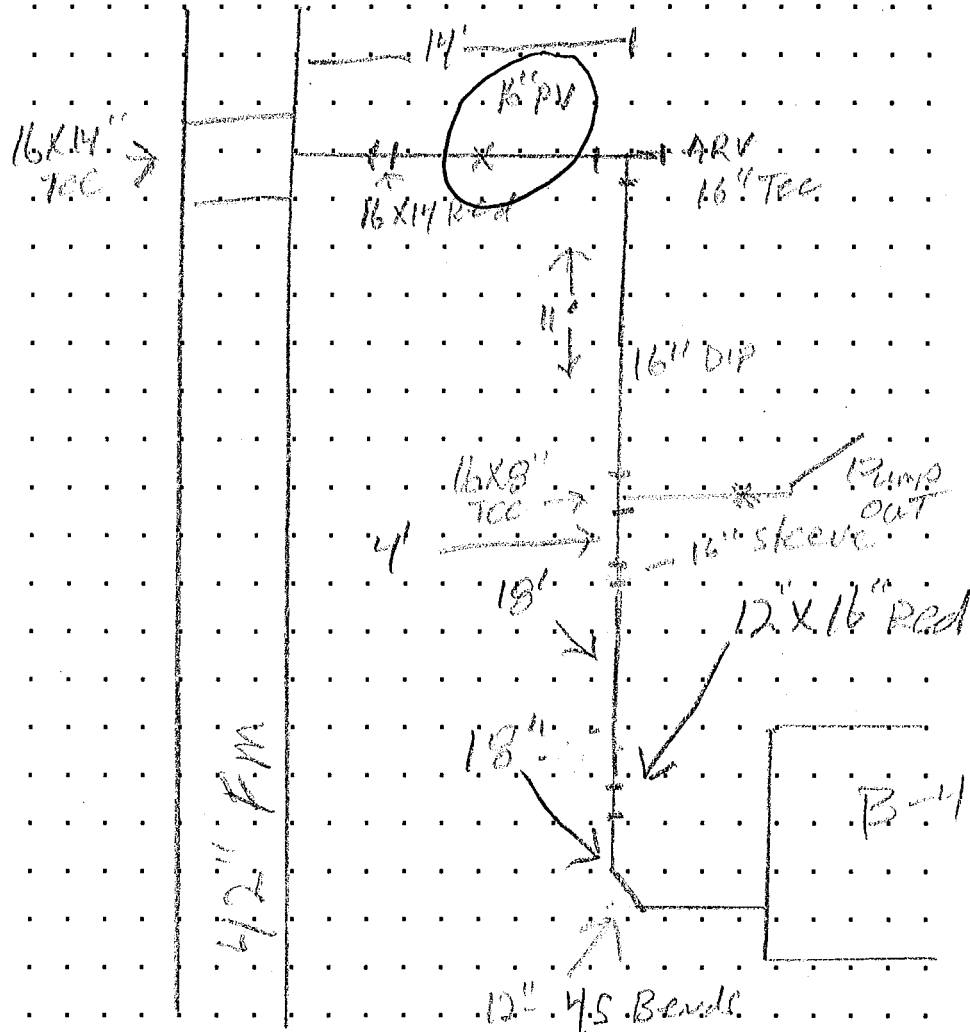 14'
16" PV
16X14"
Tee
ARV
16" Tee
16X14 Red
11'
16" DIP
16X8"
Tee
Pump
OUT
4'
16" Sleeve
18'
12"X16" Red
18"
B-4
42" FM
12" 45 Bends